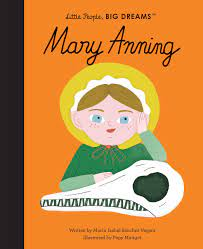 Little People, BIG DREAMS™
Mary Anning
Written by Maria Isabel Sánchez Vegara
Illustrated by Popy Matigot